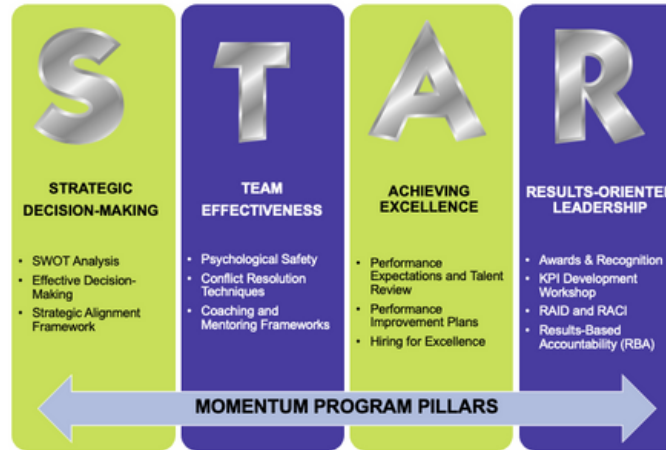 S
STRATEGIC
DECISION-MAKING
• SWOT Analysis
• Effective Decision-
Making
• Strategic Alignment
Framework
T
TEAM
EFFECTIVENESS
• Psychological Safety
• Conflict Resolution
Techniques
• Coaching and
Mentoring Frameworks
A
ACHIEVING
EXCELLENCE
• Performance
Expectations and Talent
Review
• Performance
Improvement Plans
• Hiring for Excellence
R
RESULTS-ORIENTED
LEADERSHIP
• Awards & Recognition
• KPI Development
Workshop
• RAID and RACI
• Results-Based
Accountability (RBA)
MOMENTUM PROGRAM PILLARS